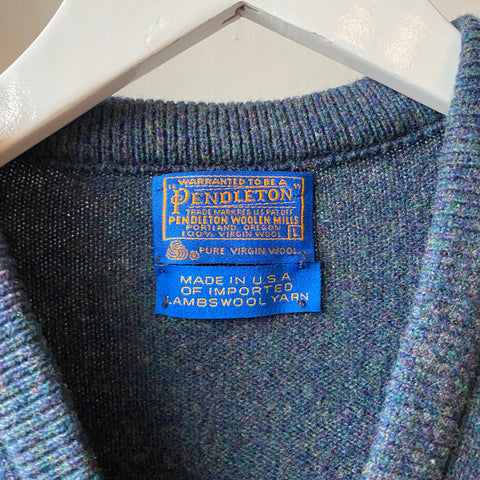 WARRANTED TO BE A
"PENDLETON"
TRADE MARK REG. U.S. PAT. OFF.
PENDLETON WOOLEN MILLS
PORTLAND, OREGON
100% VIRGIN WOOL L
R PURE VIRGIN WOOL
MADE IN U.S.A.
OF IMPORTED
LAMBSWOOL YARN